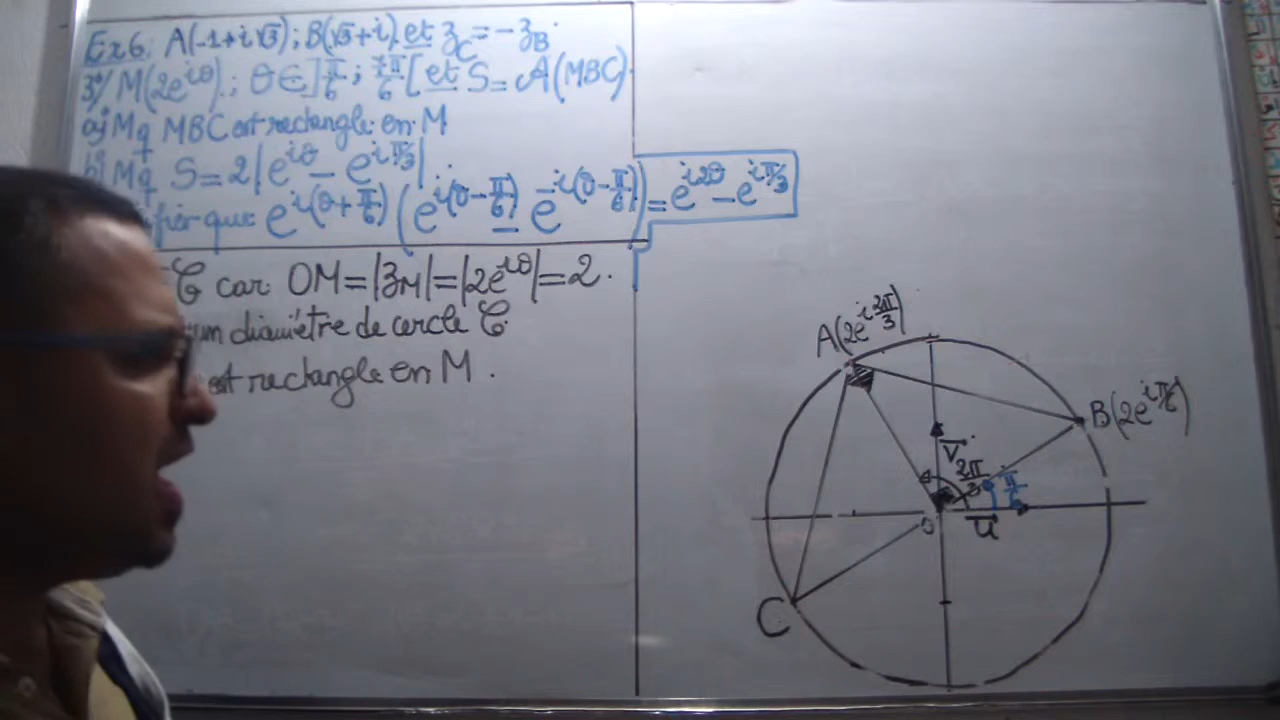 Ex6: A(-1+i√3); B(√3+i) et z_C = -z_B.
3°/ M(2e^{iθ}); θ∈]π/6; 7π/6[ et S = A(MBC).
a) Mq MBC est rectangle en M
b) Mq S = 2|e^{iθ} - e^{iπ/3}|
fier que e^{i(θ+π/6)} (e^{i(θ-π/6)} - e^{-i(θ-π/6)}) = e^{i2θ} - e^{iπ/3}
C car OM = |z_M| = |2e^{iθ}| = 2.
un diamètre de cercle C
est rectangle en M.
A(2e^{i2π/3})
B(2e^{iπ/6})
V
2π/3
π/6
O
U
C